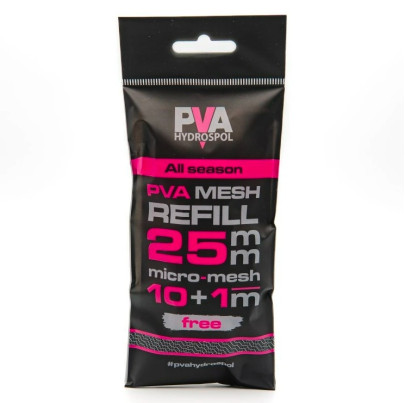 PVA
HYDROSPOL
All season
PVA MESH
REFILL
25mm
micro-mesh
10+1m
free
#pvahydrospol